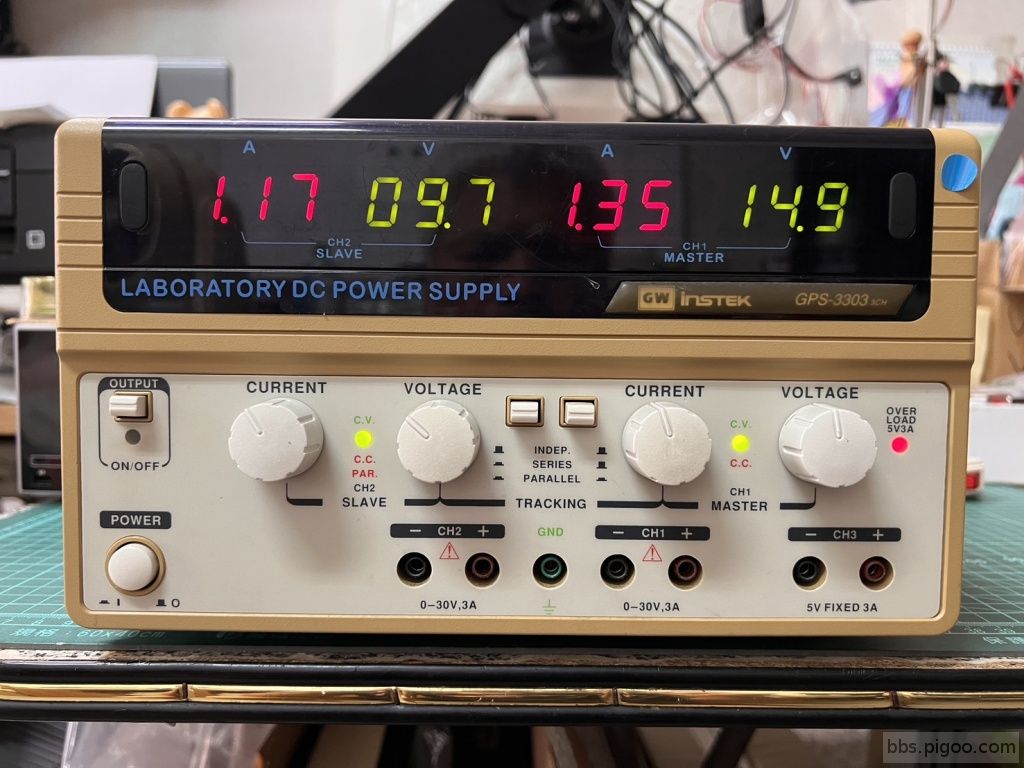 A V A V
1.17 09.7 1.35 14.9
CH2
SLAVE
CH1
MASTER
LABORATORY DC POWER SUPPLY
GW INSTEK GPS-3303 3CH
OUTPUT
ON/OFF
CURRENT
VOLTAGE
CURRENT
VOLTAGE
C.V.
C.C.
PAR.
CH2
SLAVE
INDEP.
SERIES
PARALLEL
TRACKING
C.V.
C.C.
CH1
MASTER
OVER
LOAD
5V3A
POWER
I O
− CH2 +
GND
− CH1 +
− CH3 +
0-30V,3A
0-30V,3A
5V FIXED 3A
bbs.pigoo.com